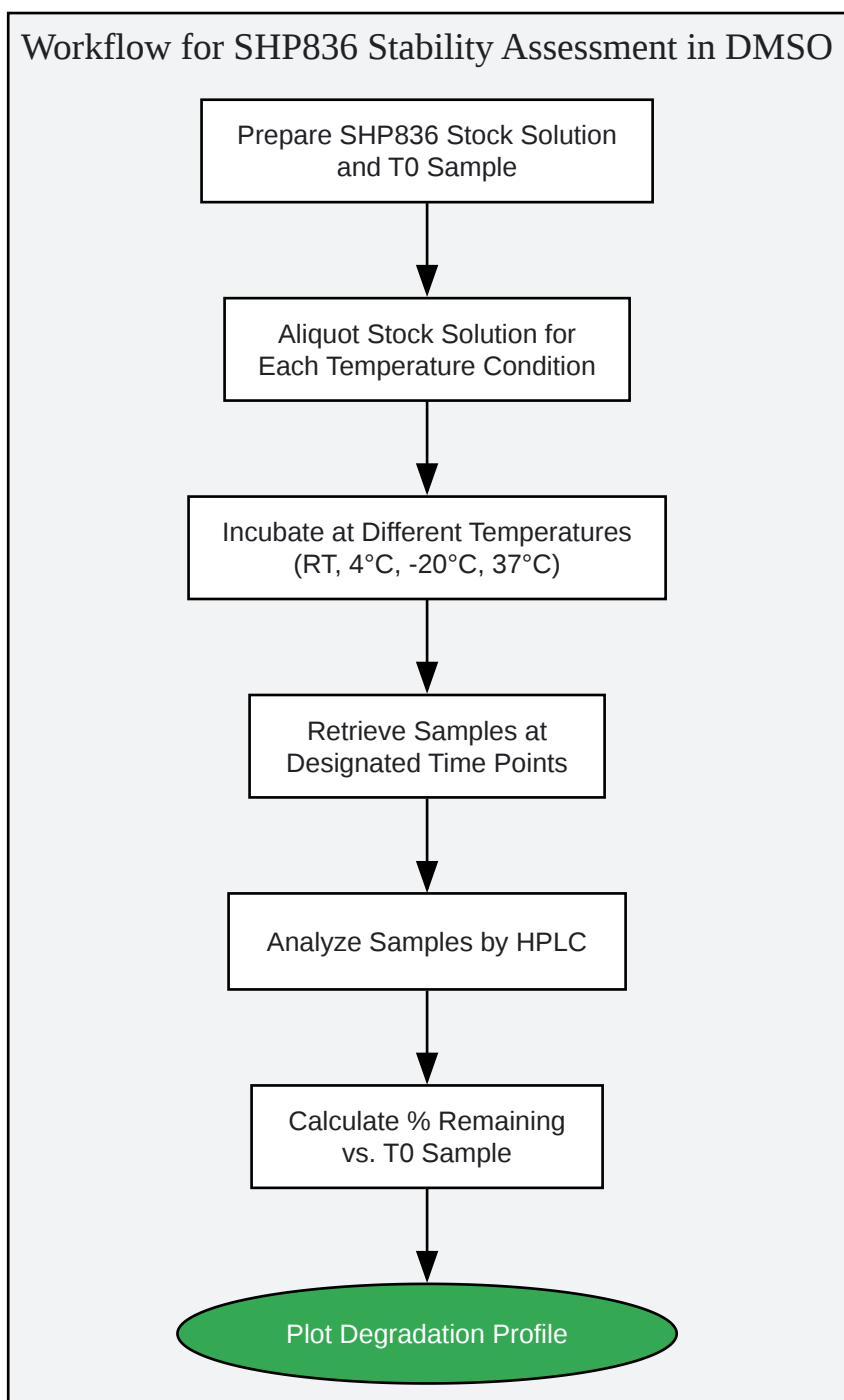 Workflow for SHP836 Stability Assessment in DMSO
Prepare SHP836 Stock Solution
and T0 Sample
Aliquot Stock Solution for
Each Temperature Condition
Incubate at Different Temperatures
(RT, 4°C, -20°C, 37°C)
Retrieve Samples at
Designated Time Points
Analyze Samples by HPLC
Calculate % Remaining
vs. T0 Sample
Plot Degradation Profile